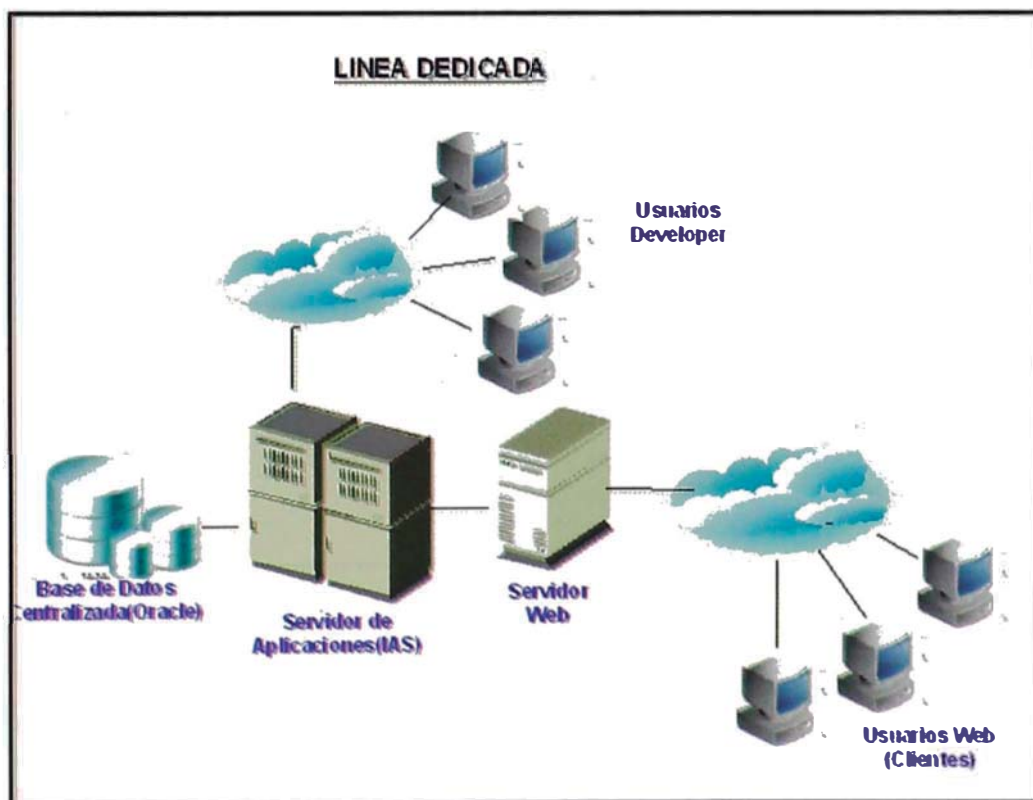 LINEA DEDICADA
Usuarios
Developer
Base de Datos
Centralizada(Oracle)
Servidor de
Aplicaciones(IAS)
Servidor
Web
Usuarios Web
(Clientes)